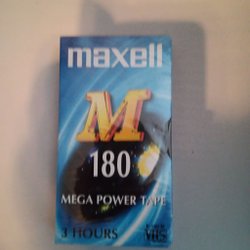 maxell
M
180
MEGA POWER TAPE
3 HOURS
VHS